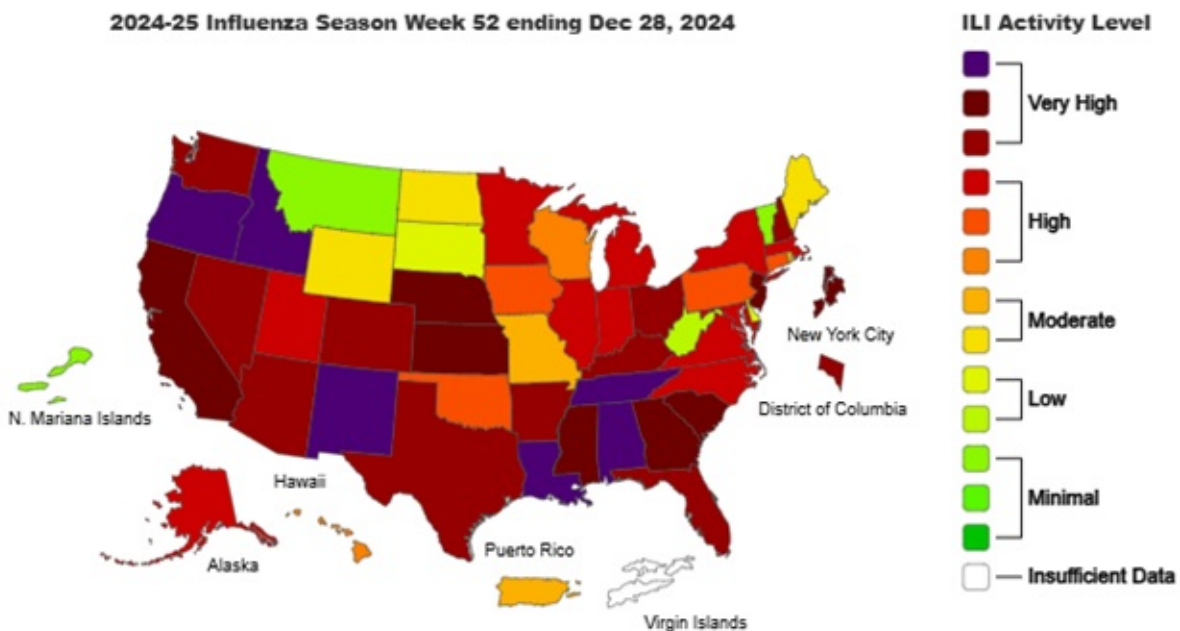 2024-25 Influenza Season Week 52 ending Dec 28, 2024
ILI Activity Level
Very High
High
Moderate
Low
Minimal
Insufficient Data
New York City
District of Columbia
N. Mariana Islands
Hawaii
Alaska
Puerto Rico
Virgin Islands